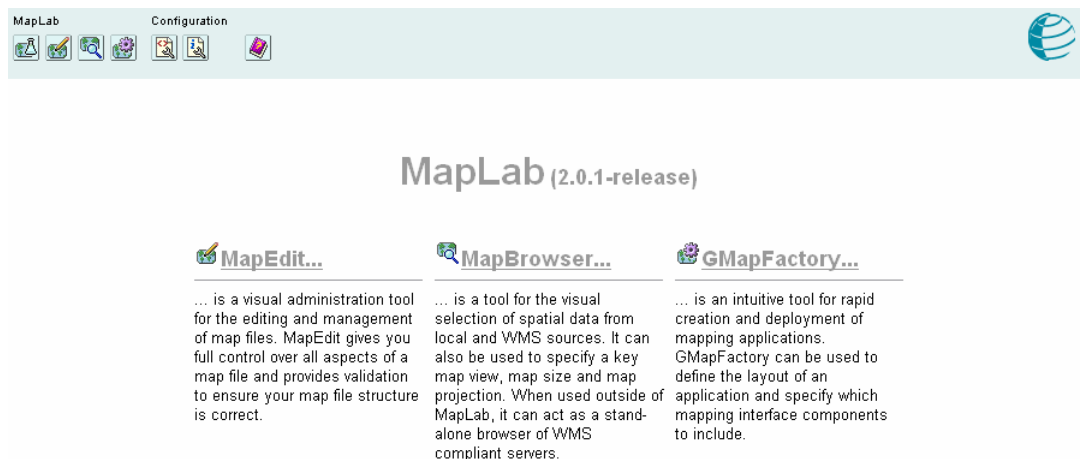 MapLab
Configuration
MapLab (2.0.1-release)
MapEdit...
... is a visual administration tool
for the editing and management
of map files. MapEdit gives you
full control over all aspects of a
map file and provides validation
to ensure your map file structure
is correct.
MapBrowser...
... is a tool for the visual
selection of spatial data from
local and WMS sources. It can
also be used to specify a key
map view, map size and map
projection. When used outside of
MapLab, it can act as a stand-
alone browser of WMS
compliant servers.
GMapFactory...
... is an intuitive tool for rapid
creation and deployment of
mapping applications.
GMapFactory can be used to
define the layout of an
application and specify which
mapping interface components
to include.